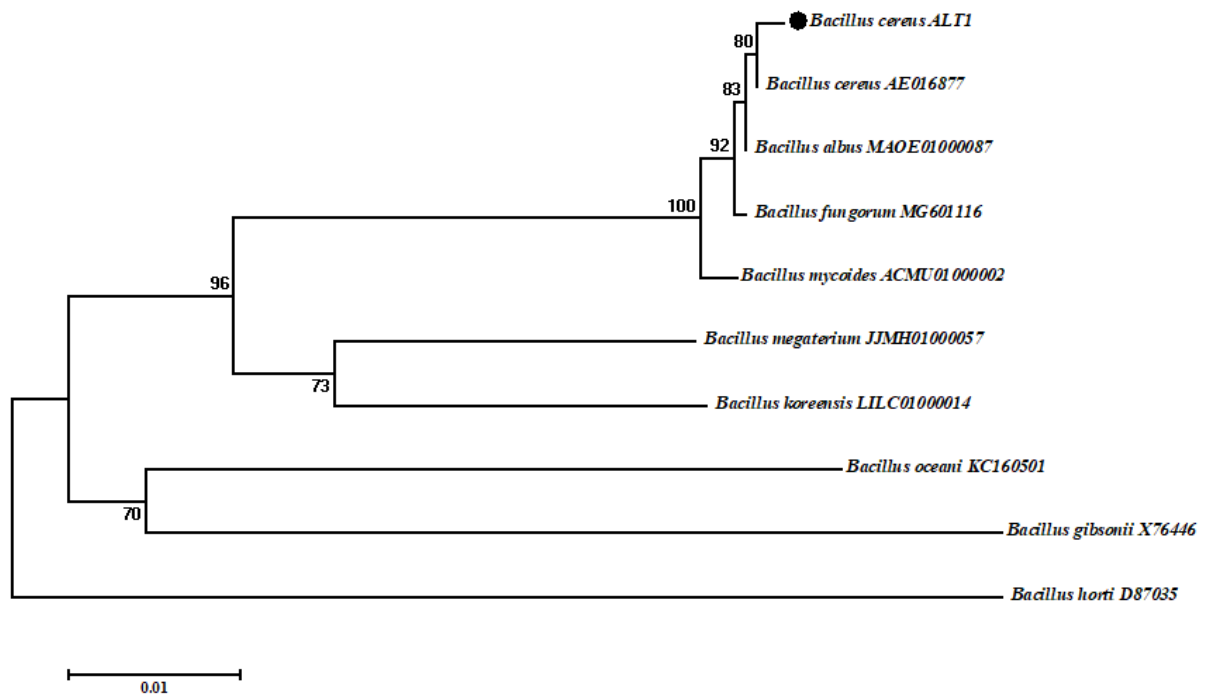 Bacillus cereus ALT1
80
Bacillus cereus AE016877
83
Bacillus albus MAOE01000087
92
Bacillus fungorum MG601116
100
Bacillus mycoides ACMU01000002
96
Bacillus megaterium JJMH01000057
73
Bacillus koreensis LILC01000014
Bacillus oceani KC160501
70
Bacillus gibsonii X76446
Bacillus horti D87035
0.01